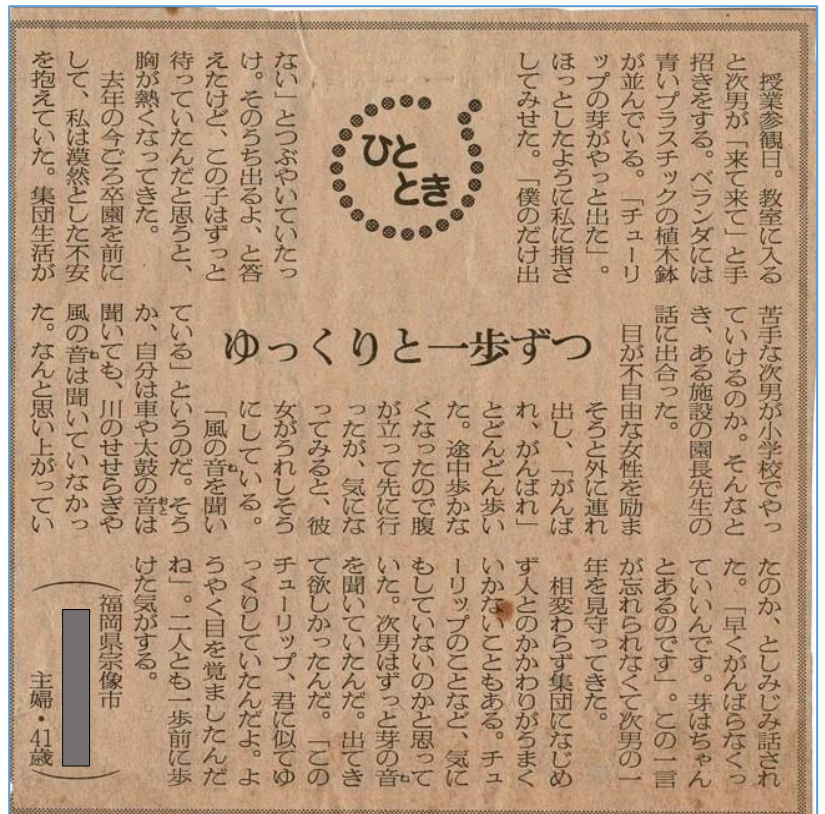 ひととき
ゆっくりと一歩ずつ
授業参観日。教室に入る
と次男が「来て来て」と手
招きをする。ベランダには
青いプラスチックの植木鉢
が並んでいる。「チューリ
ップの芽がやっと出た」。
ほっとしたように私に指さ
してみせた。「僕のだけ出
ない」とつぶやいていたっ
け。そのうち出るよ、と答
えたけど、この子はずっと
待っていたんだと思うと、
胸が熱くなってきた。
去年の今ごろ卒園を前に
して、私は漠然とした不安
を抱えていた。集団生活が
苦手な次男が小学校でやっ
ていけるのか。そんなと
き、ある施設の園長先生の
話に出合った。
目が不自由な女性を励ま
そうと外に連れ
出し、「がんば
れ、がんばれ」
とどんどん歩い
た。途中歩かな
くなったので腹
が立って先に行
ったが、気にな
ってみると、彼
女がうれしそう
にしている。
「風の音(ね)を聞い
ている」というのだ。そう
か、自分は車や太鼓の音(おと)は
聞いても、川のせせらぎや
風の音(ね)は聞いていなかっ
た。なんと思い上がってい
たのか、としみじみ話され
た。「早くがんばらなくっ
ていいんです。芽はちゃん
とあるのです」。この一言
が忘れられなくて次男の一
年を見守ってきた。
相変わらず集団になじめ
ず人とのかかわりがうまく
いかないこともある。チュ
ーリップのことなど、気に
もしていないのかと思って
いた。次男はずっと芽の音(ね)
を聞いていたんだ。出てき
て欲しかったんだ。「この
チューリップ、君に似てゆ
っくりしていたんだよ。よ
うやく目を覚ましたんだ
ね」。二人とも一歩前に歩
けた気がする。
(福岡県宗像市
主婦・41歳)